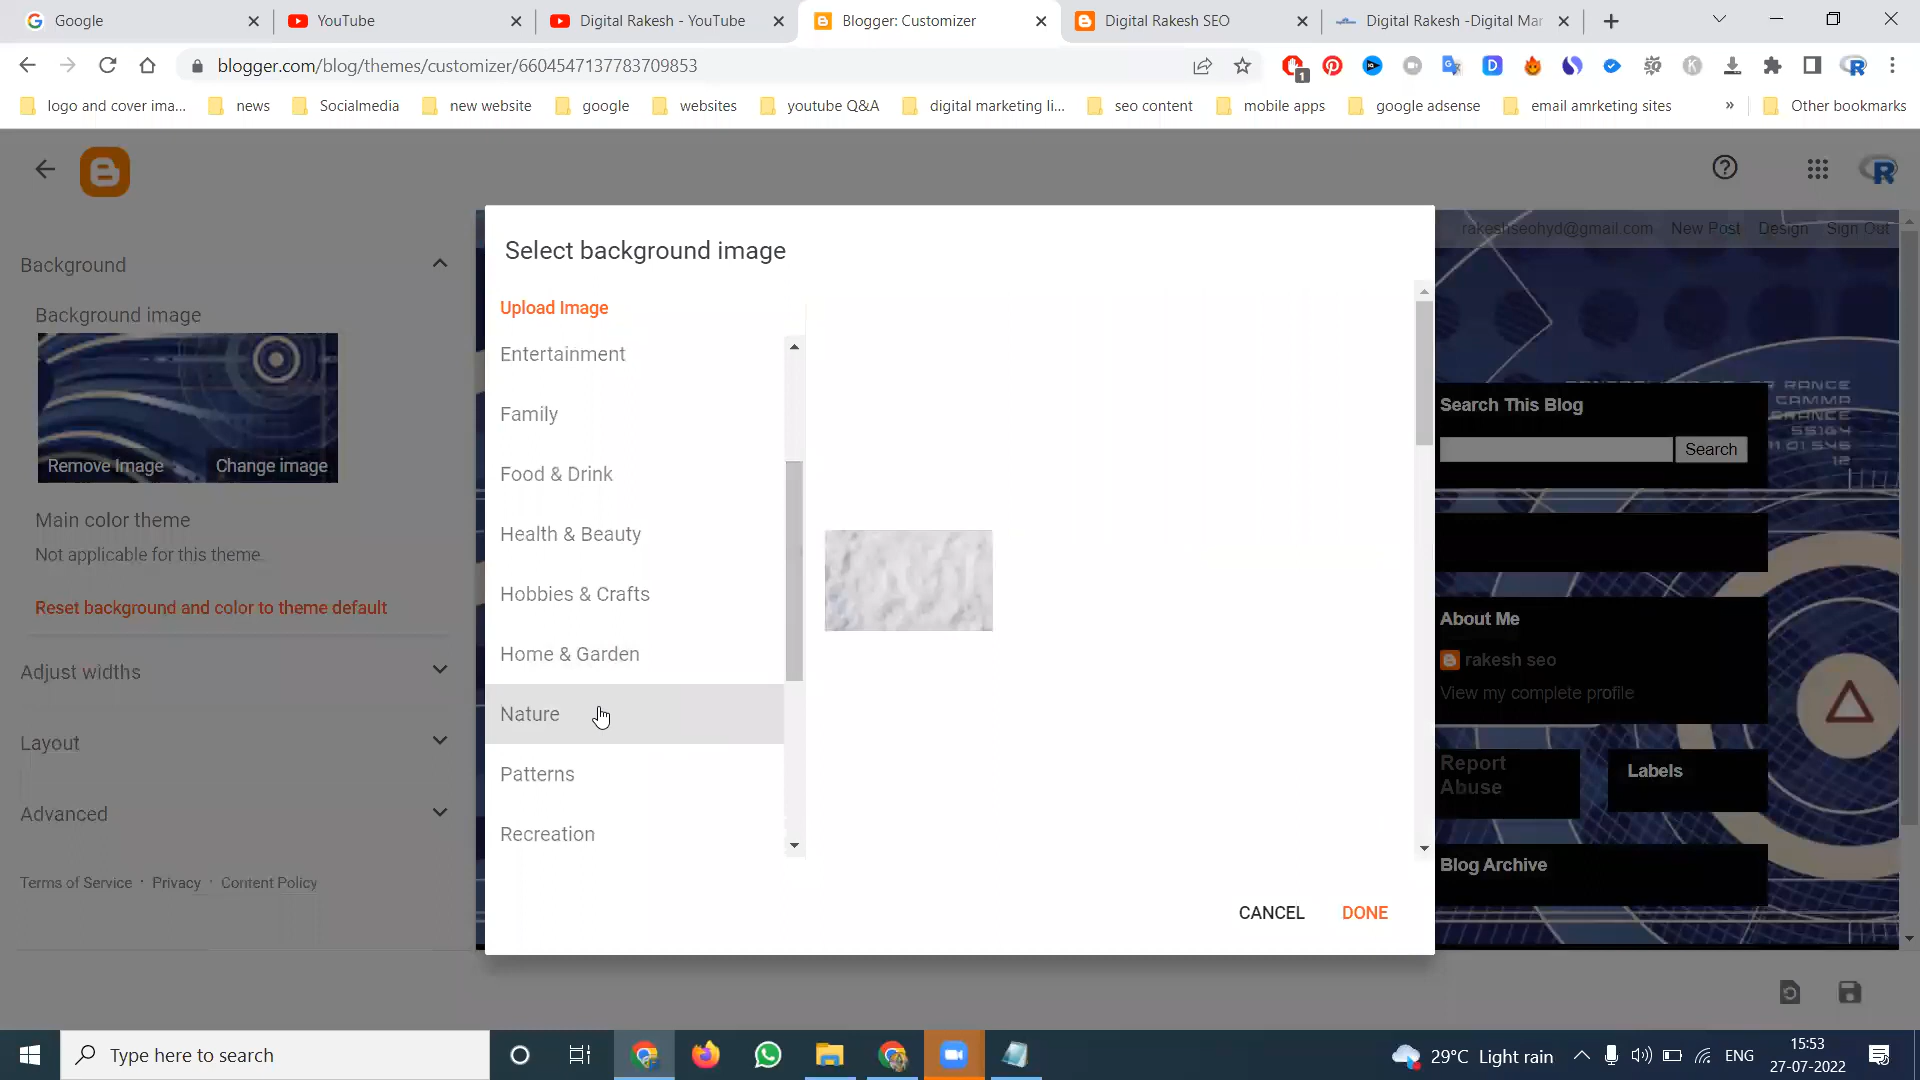 Google
YouTube
Digital Rakesh - YouTube
Blogger: Customizer
Digital Rakesh SEO
Digital Rakesh -Digital Mar
blogger.com/blog/themes/customizer/6604547137783709853
1
logo and cover ima...
news
Socialmedia
new website
google
websites
youtube Q&A
digital marketing li...
seo content
mobile apps
google adsense
email amrketing sites
»
Other bookmarks
rakeshseohyd@gmail.com New Post Design Sign Out
Background
Background image
Remove Image
Change image
Main color theme
Not applicable for this theme.
Reset background and color to theme default
Adjust widths
Layout
Advanced
Terms of Service · Privacy · Content Policy
Select background image
Upload Image
Entertainment
Family
Food & Drink
Health & Beauty
Hobbies & Crafts
Home & Garden
Nature
Patterns
Recreation
CANCEL
DONE
Search This Blog
Search
About Me
rakesh seo
View my complete profile
Report
Abuse
Labels
Blog Archive
Type here to search
29°C Light rain
ENG
15:53
27-07-2022